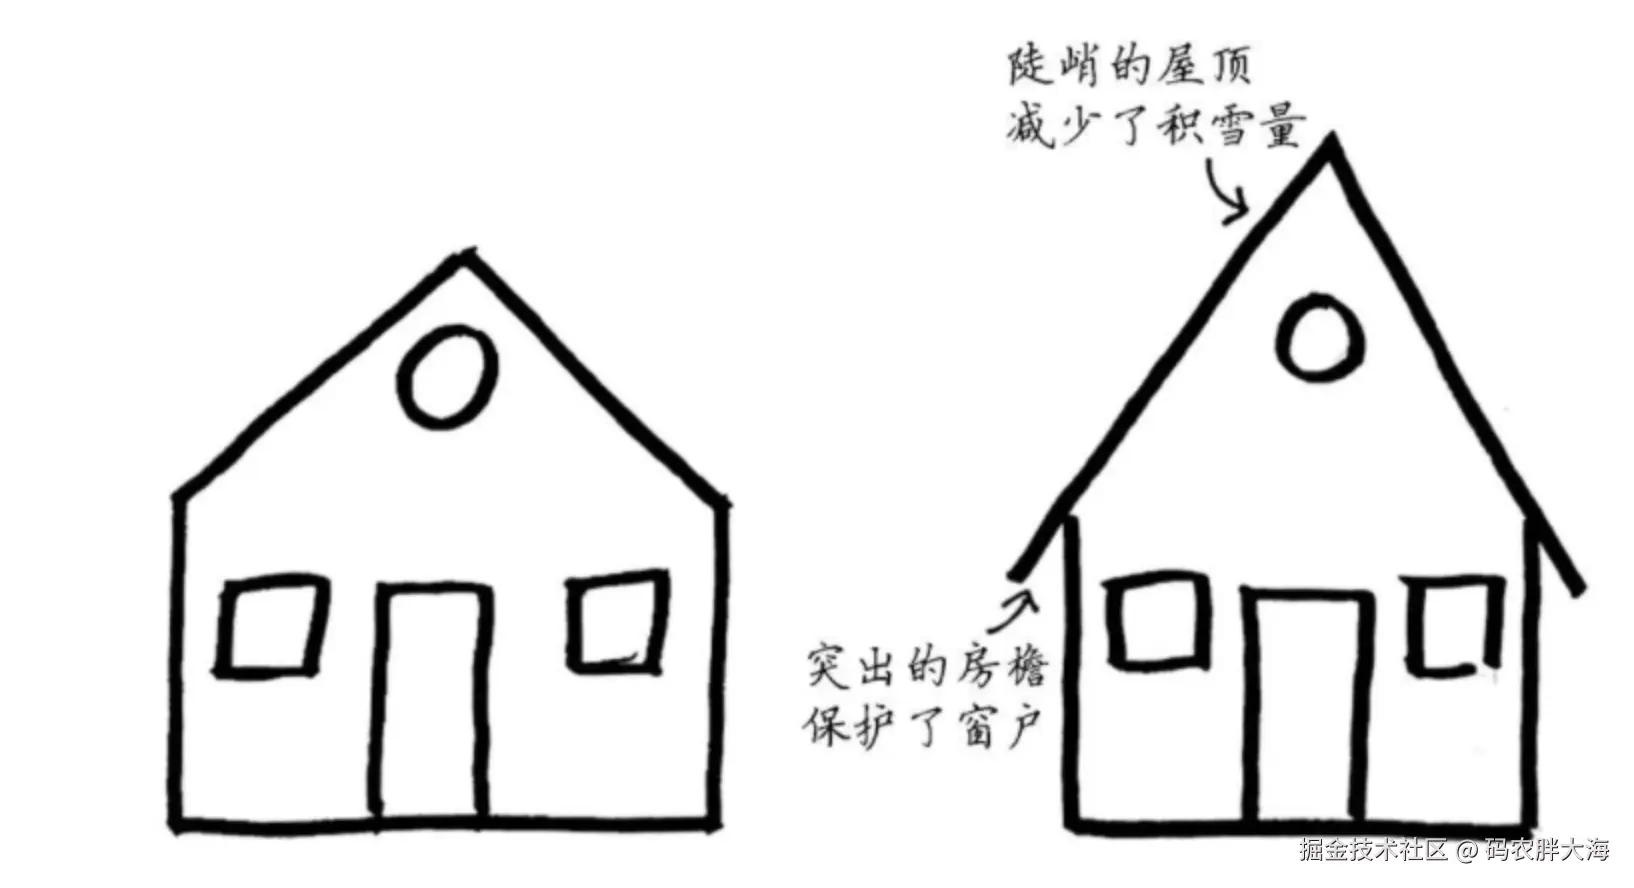 陡峭的屋顶
减少了积雪量
突出的房檐
保护了窗户
掘金技术社区 @ 码农胖大海